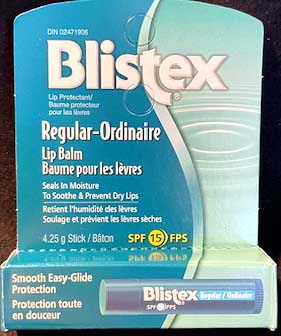 DIN 02471906
Blistex®
Lip Protectant/
Baume protecteur
pour les lèvres
Regular-Ordinaire
Lip Balm
Baume pour les lèvres
Seals In Moisture
To Soothe & Prevent Dry Lips
Retient l'humidité des lèvres
Soulage et prévient les lèvres sèches
4.25 g Stick / Bâton
SPF 15 FPS
Smooth Easy-Glide
Protection
Protection toute
en douceur
Blistex Regular / Ordinaire
SPF 15 FPS